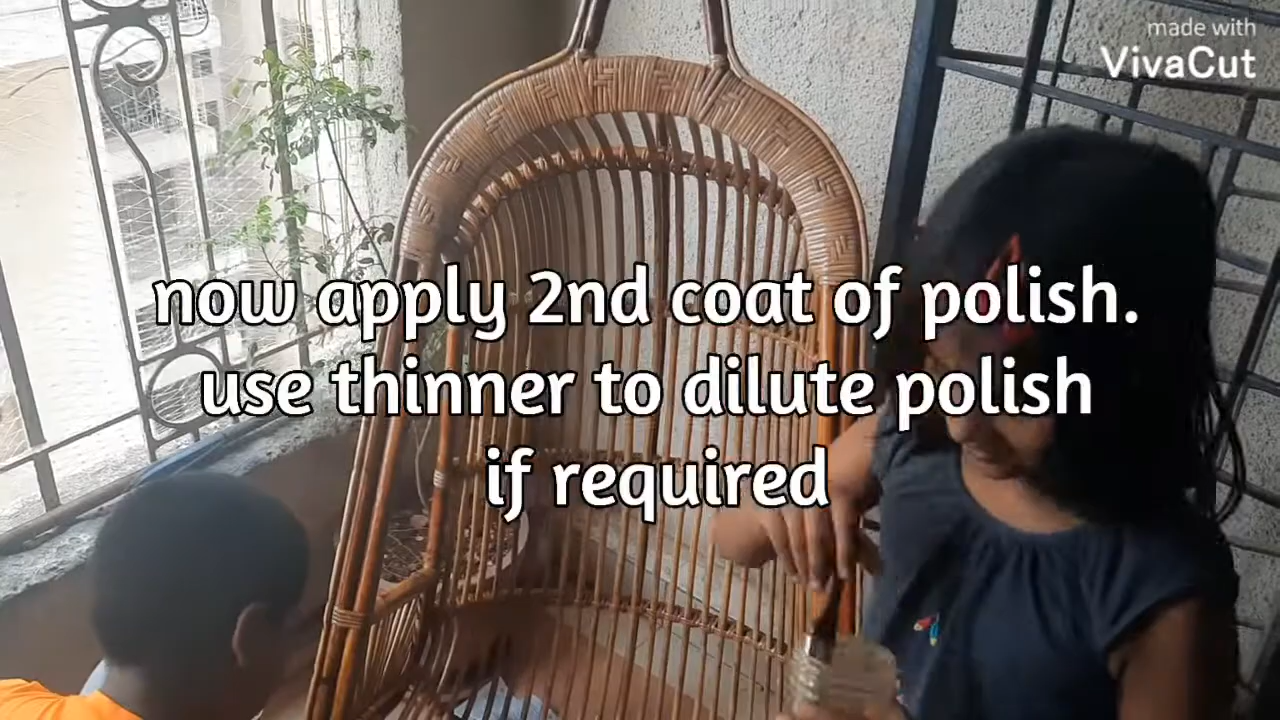 made with
VivaCut
now apply 2nd coat of polish.
use thinner to dilute polish
if required